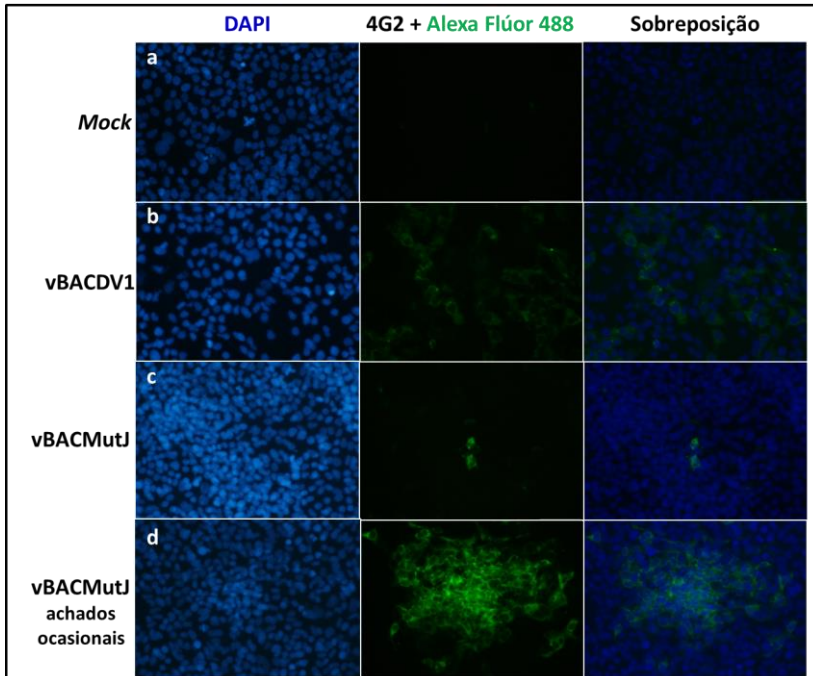 DAPI
4G2 + Alexa Flúor 488
Sobreposição
a
Mock
b
vBACDV1
c
vBACMutJ
d
vBACMutJ
achados
ocasionais